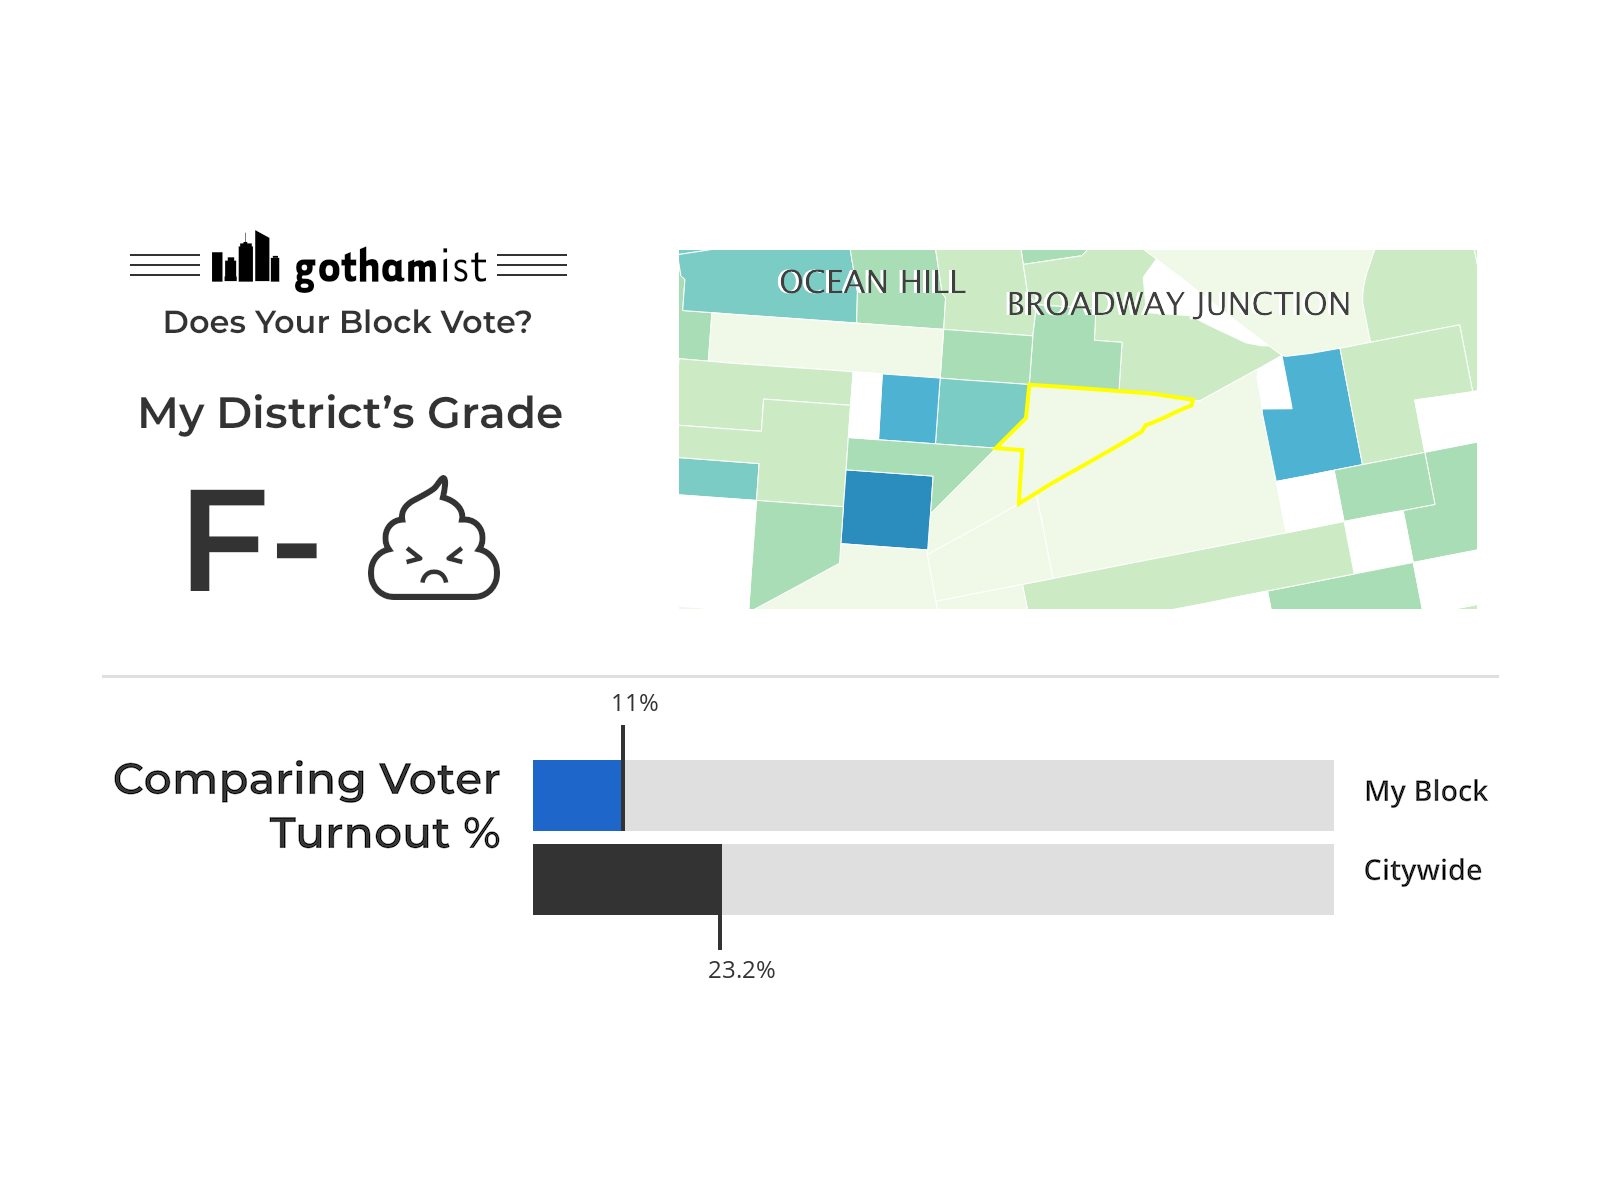 gothamist
Does Your Block Vote?
My District's Grade
F-
OCEAN HILL
BROADWAY JUNCTION
11%
Comparing Voter
Turnout %
My Block
Citywide
23.2%